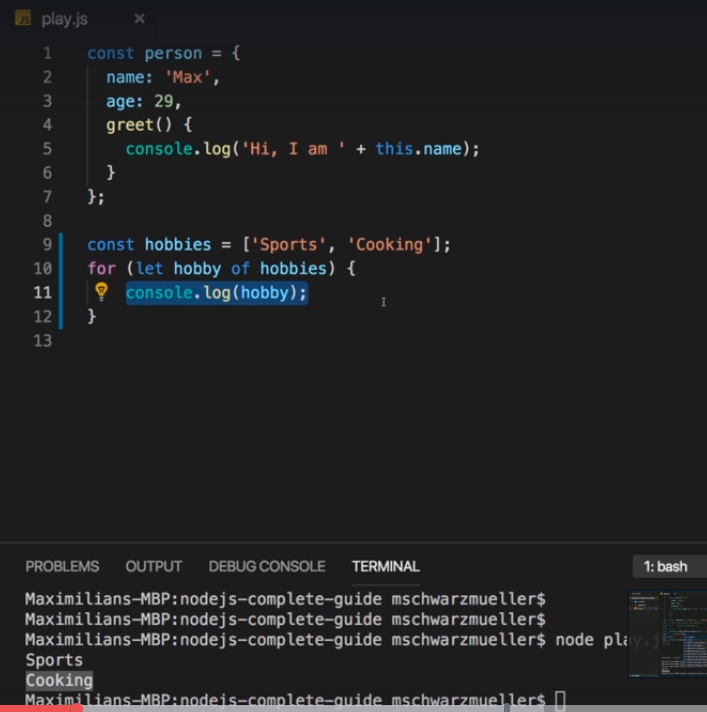 JS play.js ×
1 const person = {
2 name: 'Max',
3 age: 29,
4 greet() {
5 console.log('Hi, I am ' + this.name);
6 }
7 };
8
9 const hobbies = ['Sports', 'Cooking'];
10 for (let hobby of hobbies) {
11 console.log(hobby);
12 }
13
PROBLEMS OUTPUT DEBUG CONSOLE TERMINAL 1: bash
Maximilians-MBP:nodejs-complete-guide mschwarzmueller$
Maximilians-MBP:nodejs-complete-guide mschwarzmueller$
Maximilians-MBP:nodejs-complete-guide mschwarzmueller$ node play.js
Sports
Cooking
Maximilians-MBP:nodejs-complete-guide mschwarzmueller$